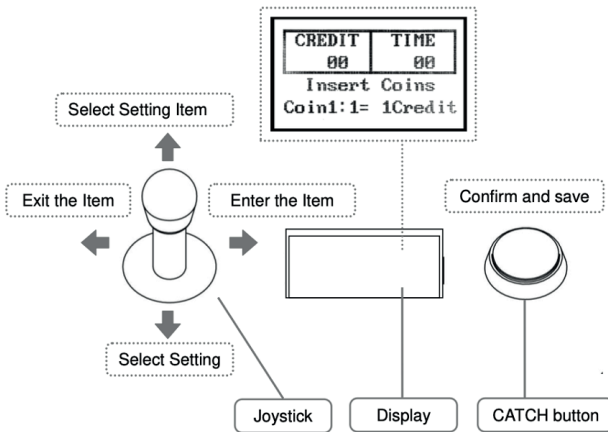 CREDIT TIME
00 00
Insert Coins
Coin1:1= 1Credit
Select Setting Item
Exit the Item
Enter the Item
Confirm and save
Select Setting
Joystick
Display
CATCH button